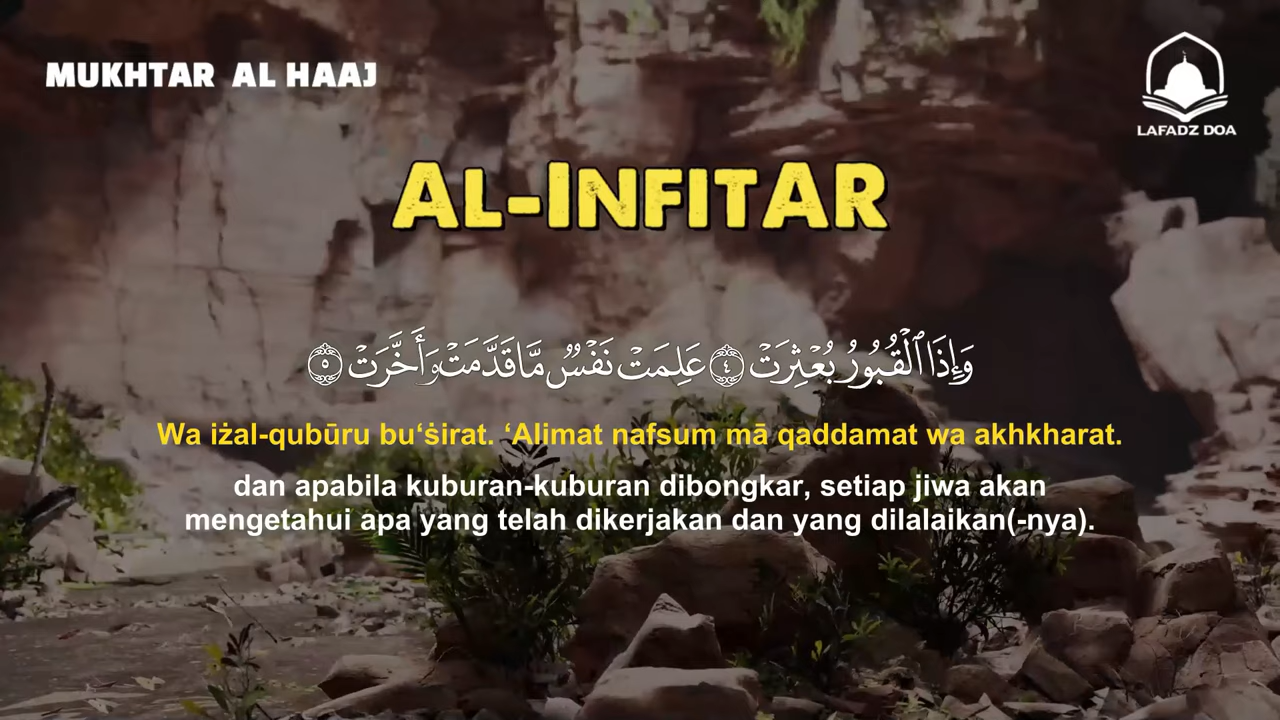 MUKHTAR AL HAAJ
LAFADZ DOA
AL-INFITAR
وَإِذَا ٱلْقُبُورُ بُعْثِرَتْ ٤ عَلِمَتْ نَفْسٌ مَّا قَدَّمَتْ وَأَخَّرَتْ ٥
Wa iżal-qubūru bu‘ṡirat. ‘Alimat nafsum mā qaddamat wa akhkharat.
dan apabila kuburan-kuburan dibongkar, setiap jiwa akan
mengetahui apa yang telah dikerjakan dan yang dilalaikan(-nya).